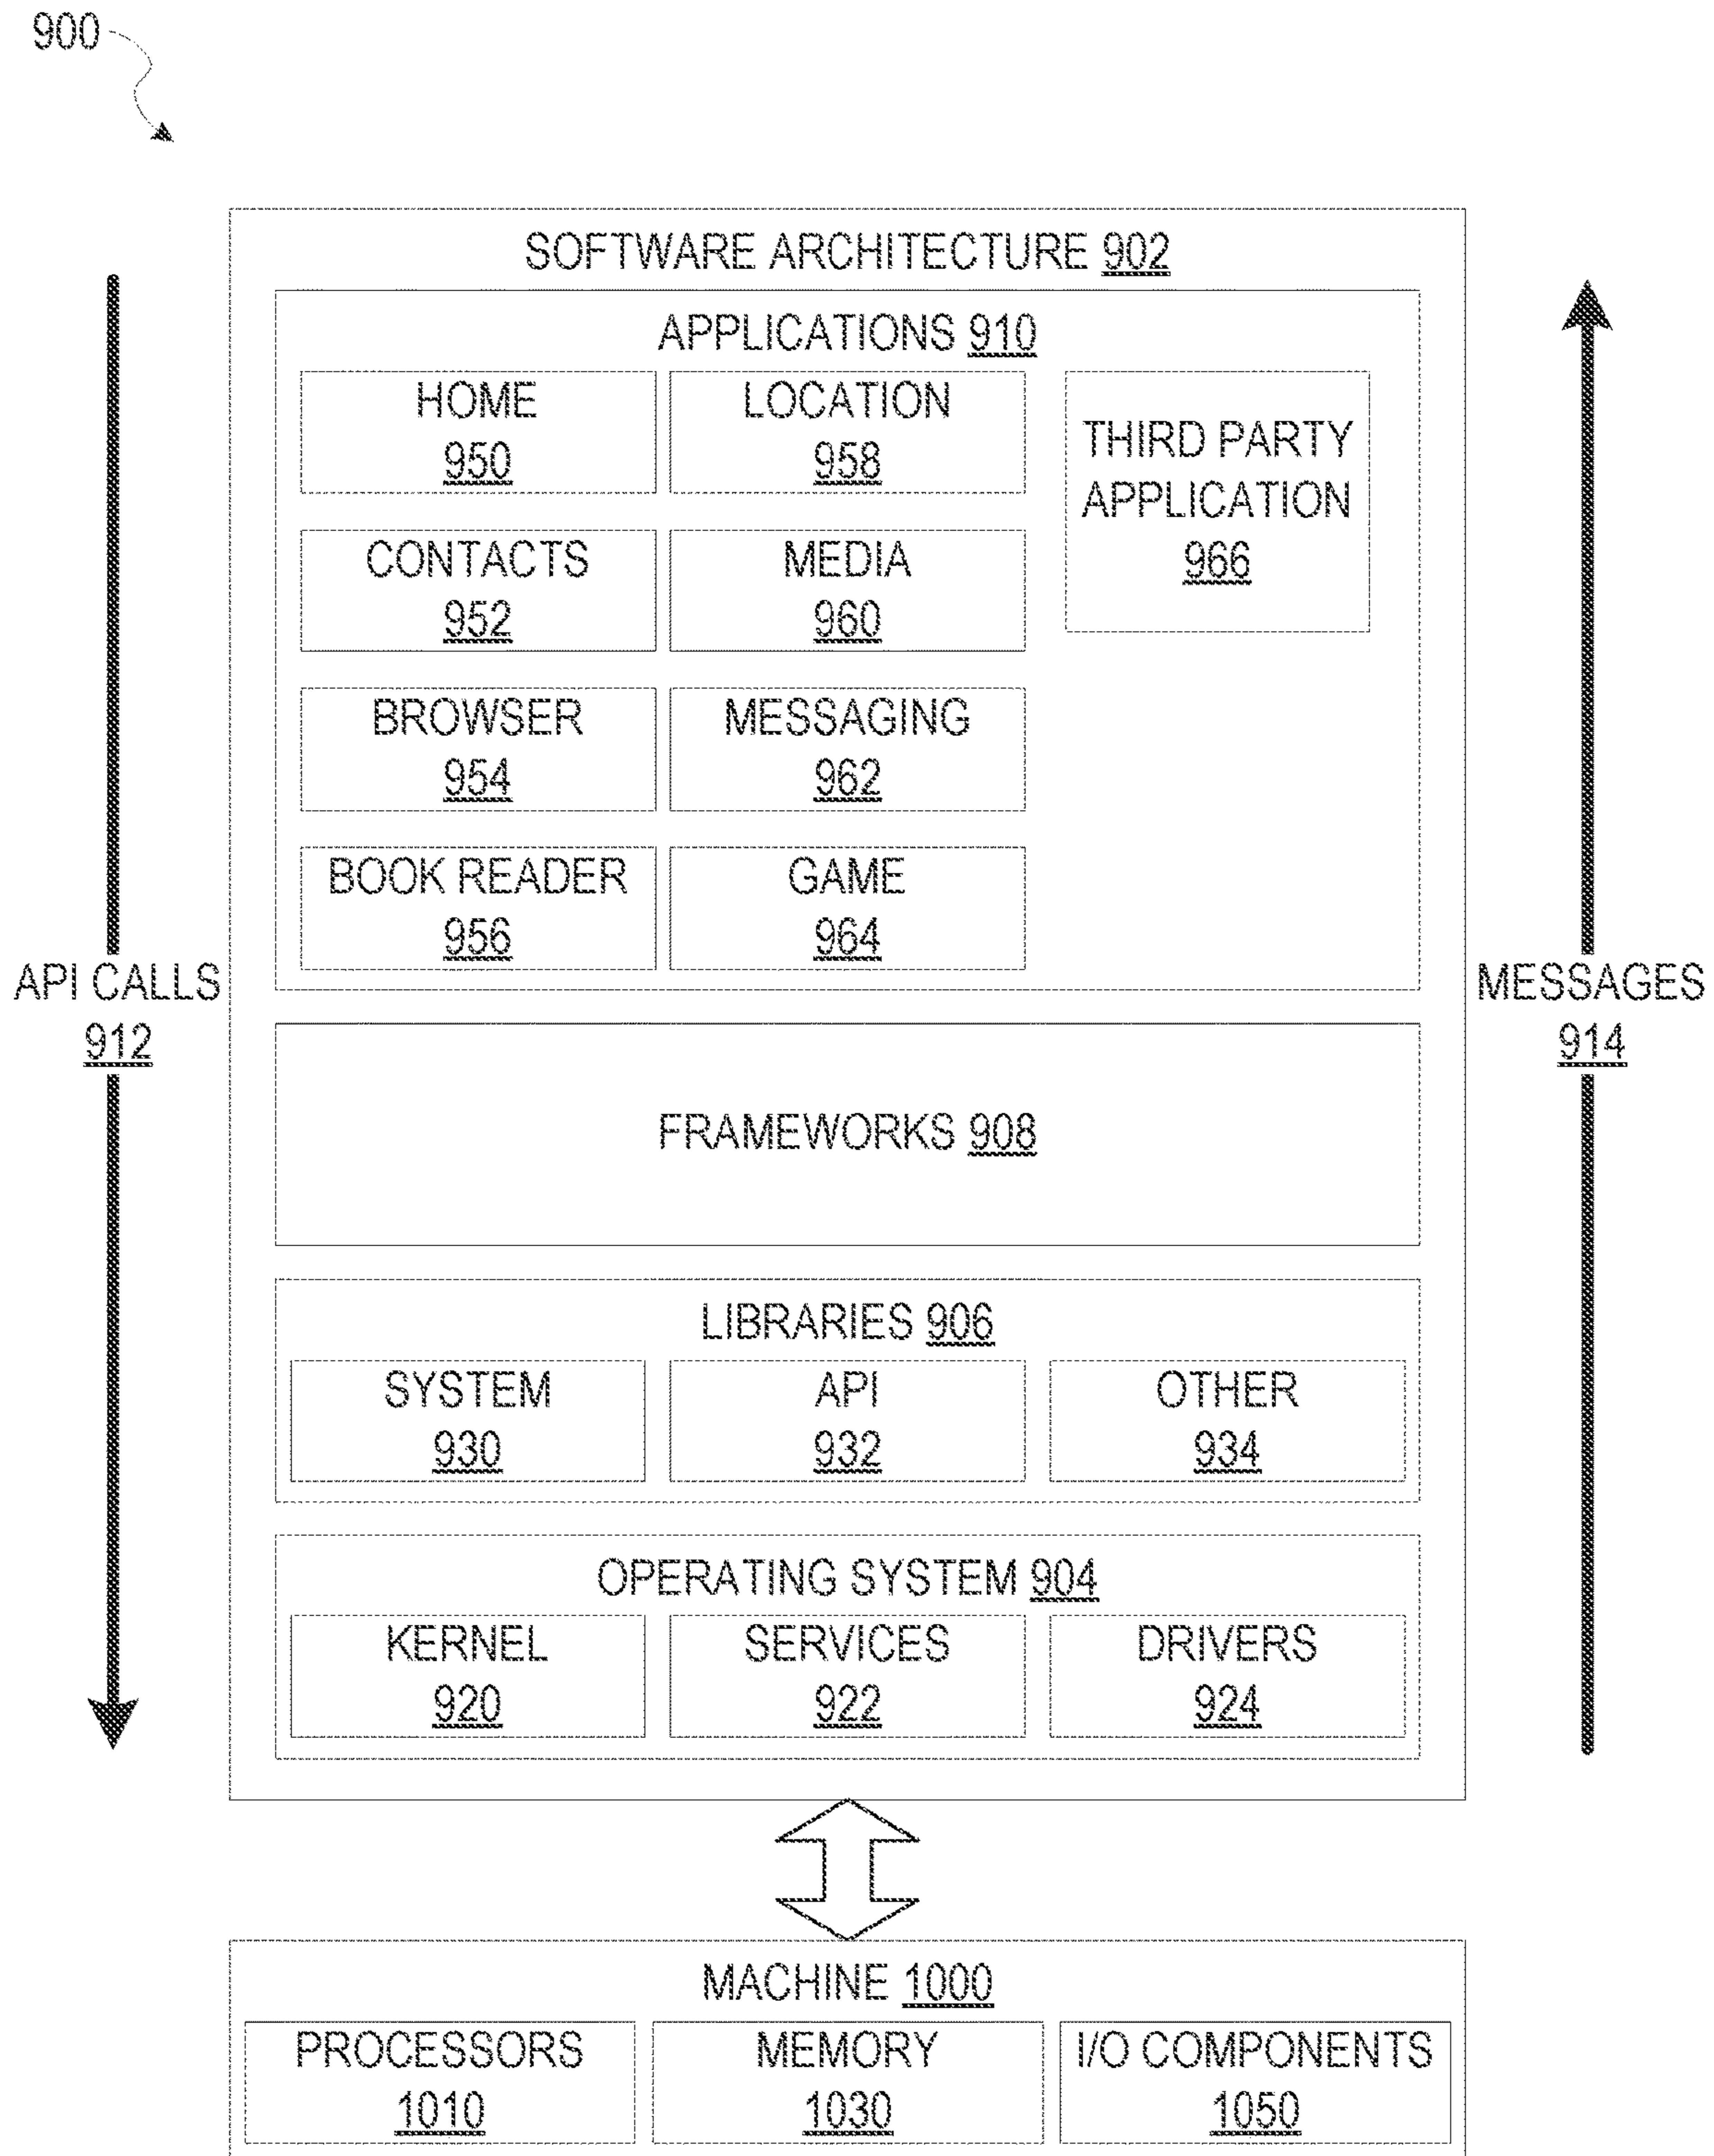 900
SOFTWARE ARCHITECTURE 902
APPLICATIONS 910
HOME
950
LOCATION
958
THIRD PARTY
APPLICATION
966
CONTACTS
952
MEDIA
960
BROWSER
954
MESSAGING
962
BOOK READER
956
GAME
964
API CALLS
912
MESSAGES
914
FRAMEWORKS 908
LIBRARIES 906
SYSTEM
930
API
932
OTHER
934
OPERATING SYSTEM 904
KERNEL
920
SERVICES
922
DRIVERS
924
MACHINE 1000
PROCESSORS
1010
MEMORY
1030
I/O COMPONENTS
1050